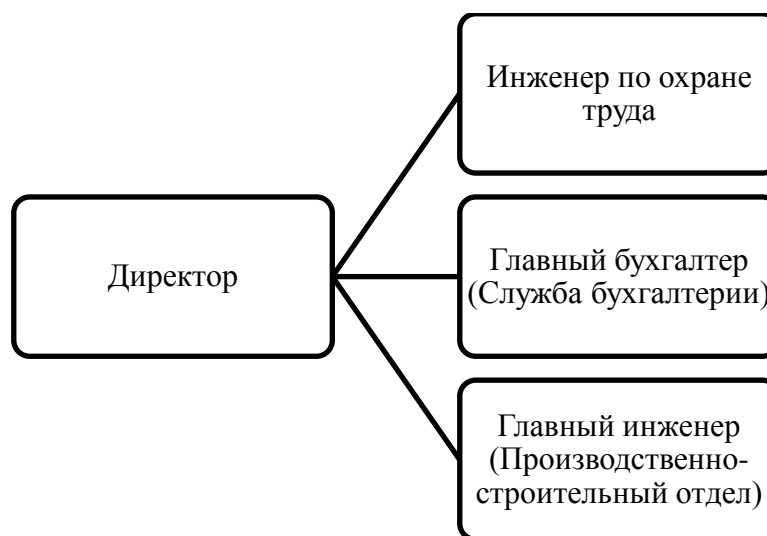 Инженер по охране
труда
Директор
Главный бухгалтер
(Служба бухгалтерии)
Главный инженер
(Производственно-
строительный отдел)